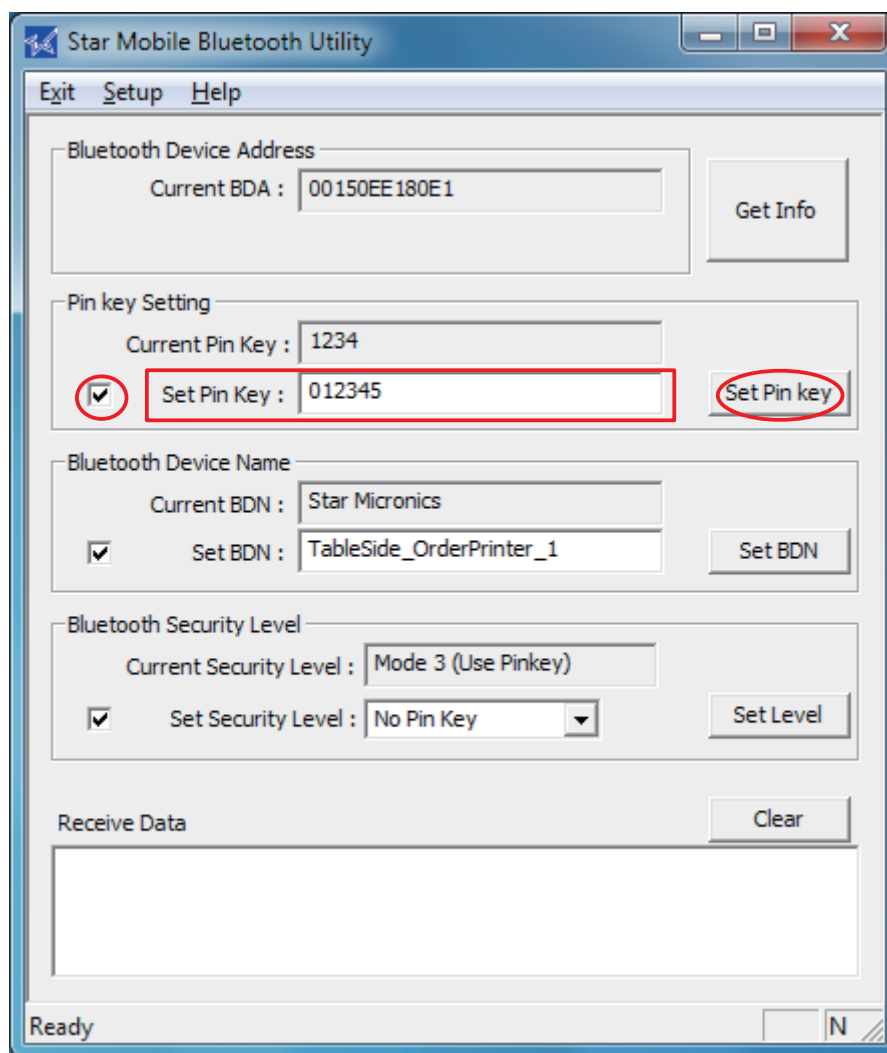 Star Mobile Bluetooth Utility
Exit Setup Help
Bluetooth Device Address
Current BDA : 00150EE180E1
Get Info
Pin key Setting
Current Pin Key : 1234
Set Pin Key : 012345 Set Pin key
Bluetooth Device Name
Current BDN : Star Micronics
Set BDN : TableSide_OrderPrinter_1 Set BDN
Bluetooth Security Level
Current Security Level : Mode 3 (Use Pinkey)
Set Security Level : No Pin Key Set Level
Receive Data Clear
Ready N